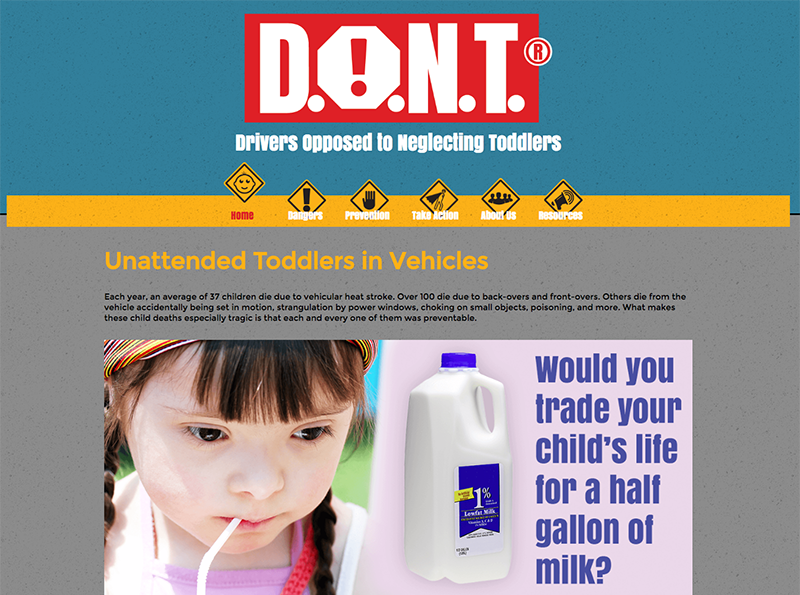 D.O.N.T.®
Drivers Opposed to Neglecting Toddlers
Home Dangers Prevention Take Action About Us Resources
Unattended Toddlers in Vehicles
Each year, an average of 37 children die due to vehicular heat stroke. Over 100 die due to back-overs and front-overs. Others die from the
vehicle accidentally being set in motion, strangulation by power windows, choking on small objects, poisoning, and more. What makes
these child deaths especially tragic is that each and every one of them was preventable.
Would you
trade your
child's life
for a half
gallon of
milk?
1%
Lowfat Milk